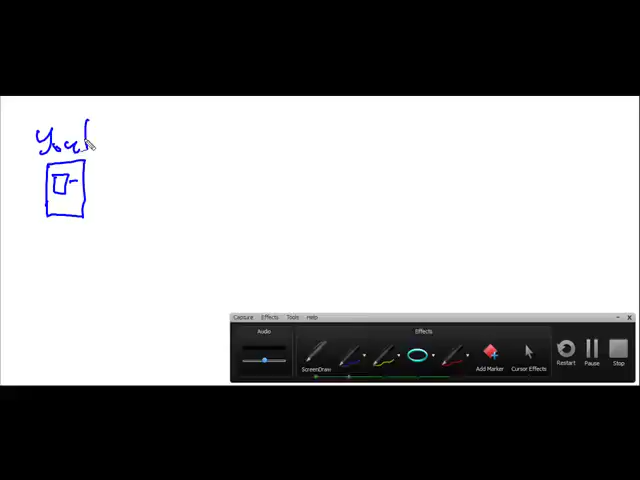 Capture Effects Tools Help
Audio
Effects
ScreenDraw
Add Marker
Cursor Effects
Restart
Pause
Stop